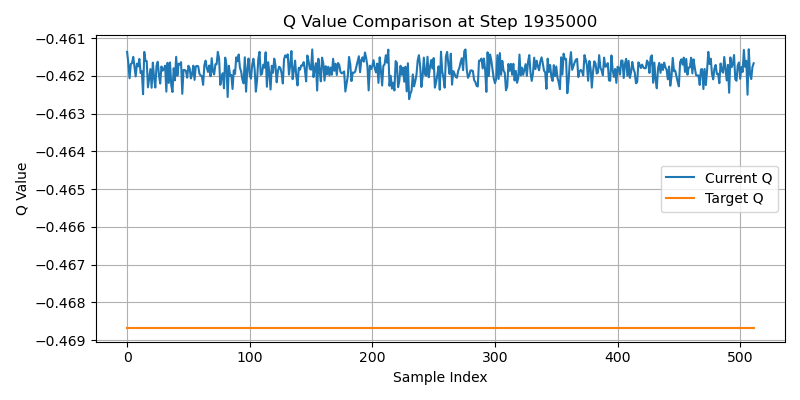 Q Value Comparison at Step 1935000
Q Value
−0.461
−0.462
−0.463
−0.464
−0.465
−0.466
−0.467
−0.468
−0.469
Current Q
Target Q
0 100 200 300 400 500
Sample Index